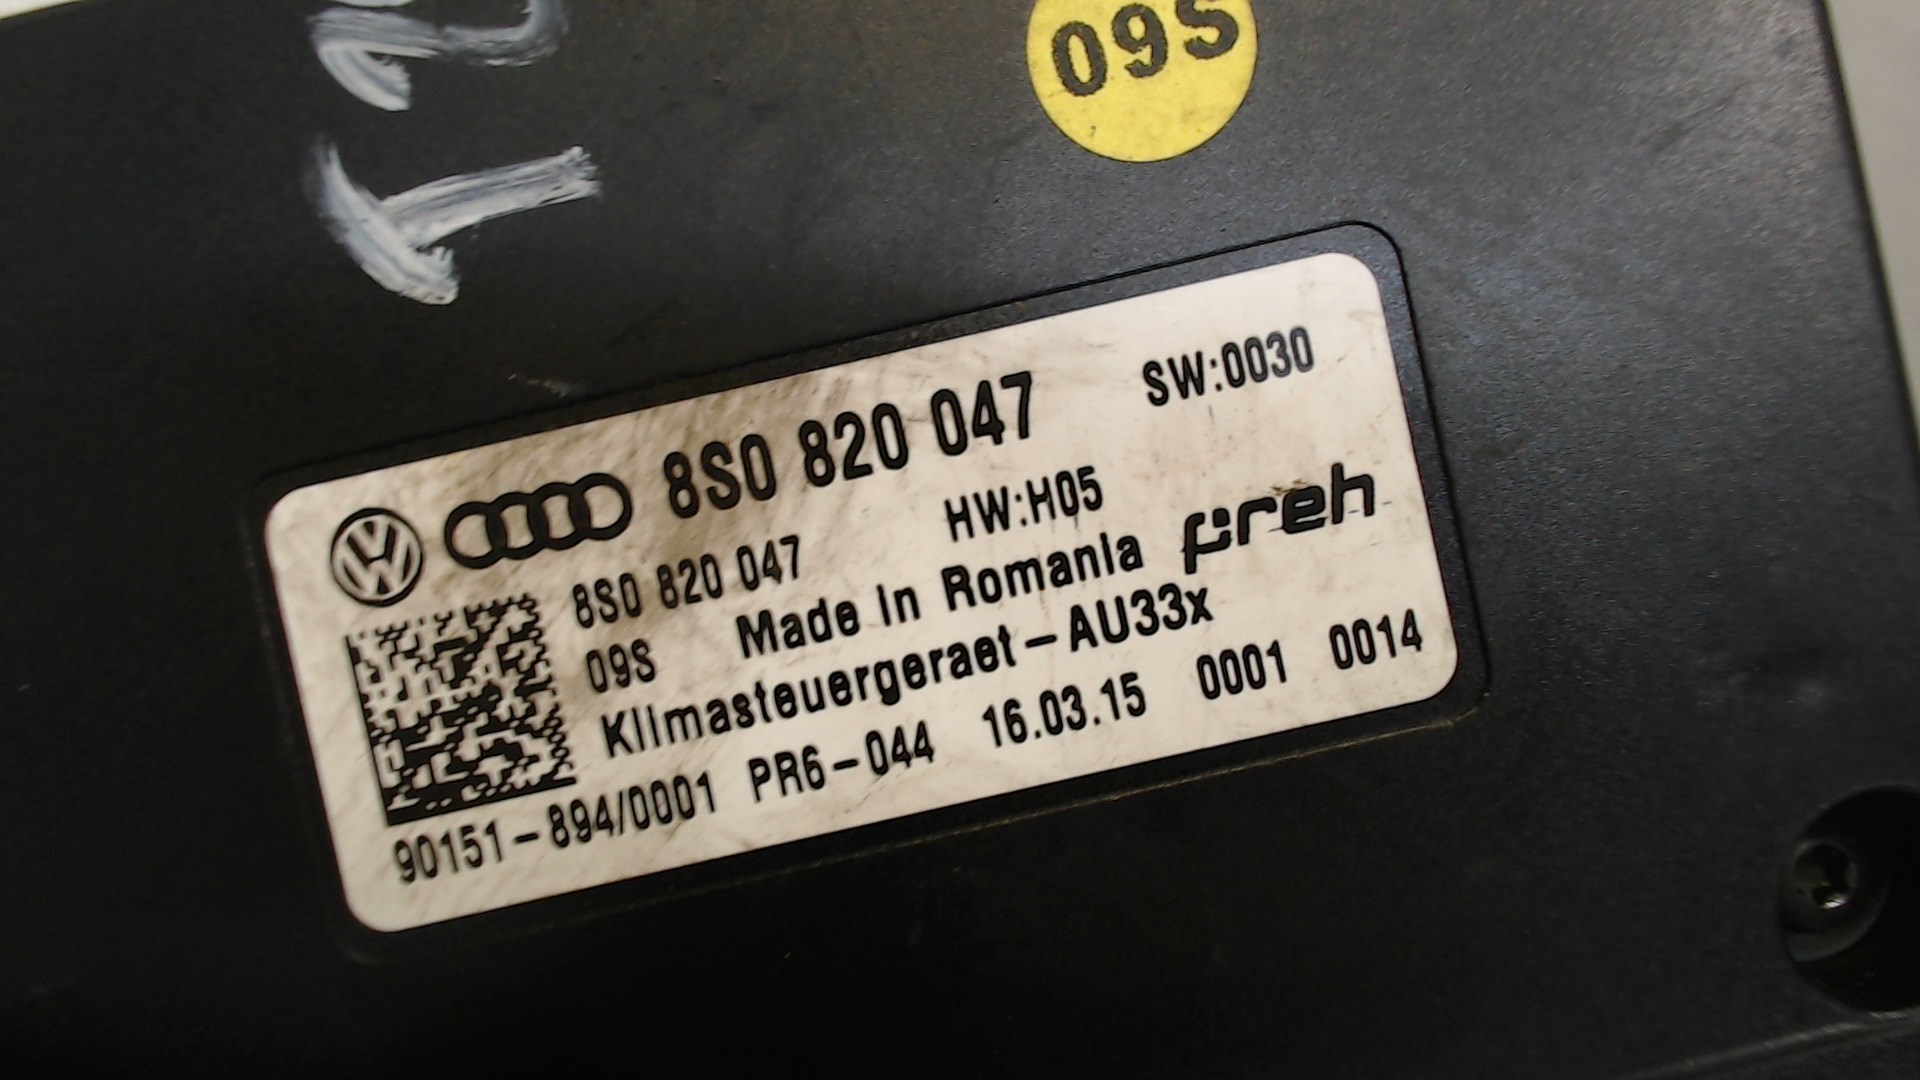 09S
8S0 820 047 SW:0030
8S0 820 047 HW:H05
09S Made in Romania preh
Klimasteuergeraet-AU33x
90151-894/0001 PR6-044 16.03.15 0001 0014